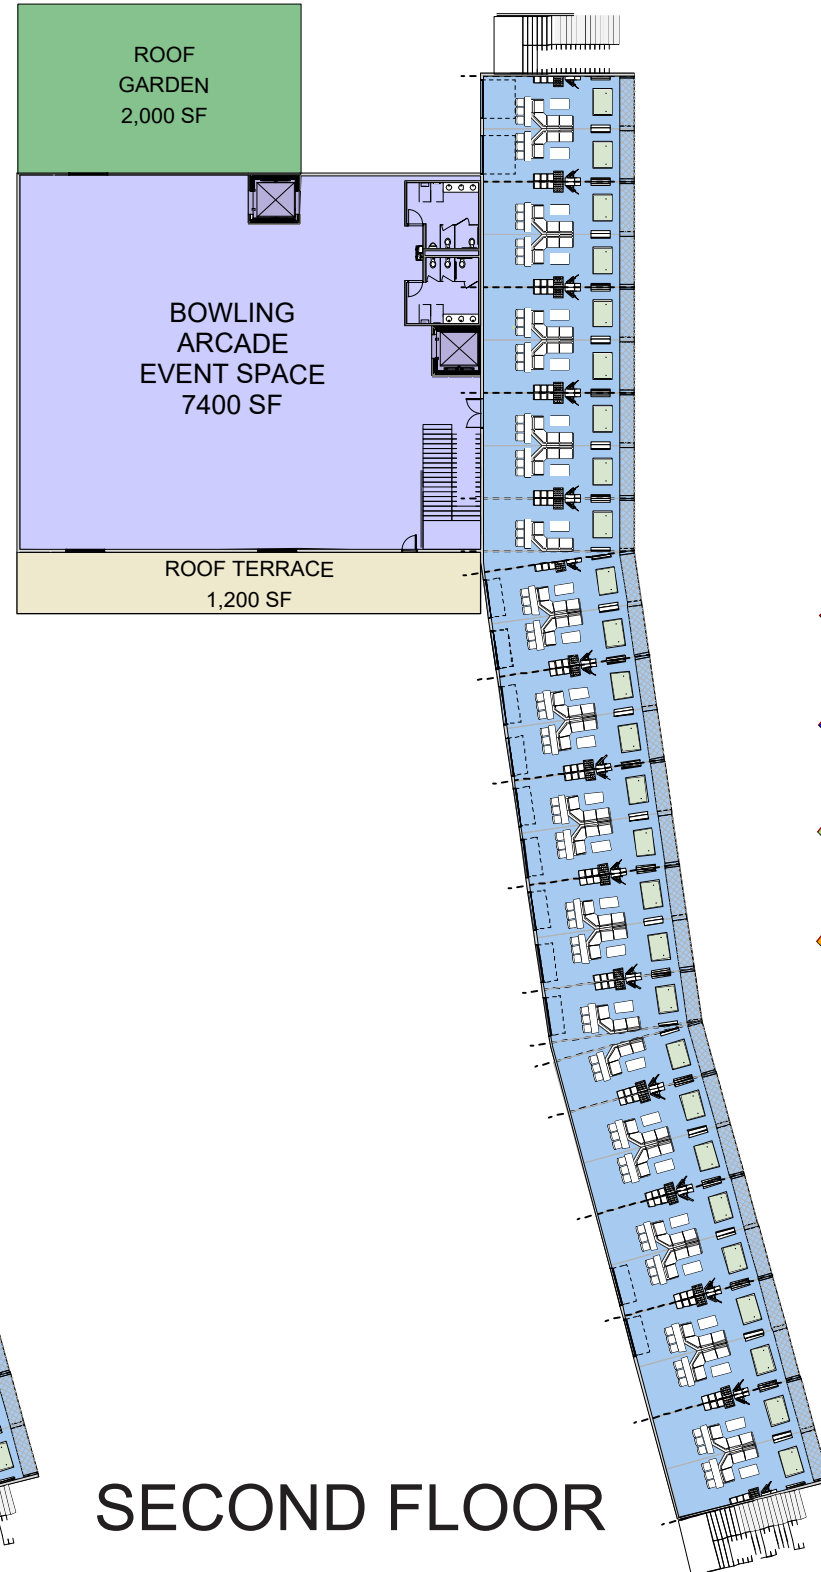 ROOF
GARDEN
2,000 SF
BOWLING
ARCADE
EVENT SPACE
7400 SF
ROOF TERRACE
1,200 SF
SECOND FLOOR